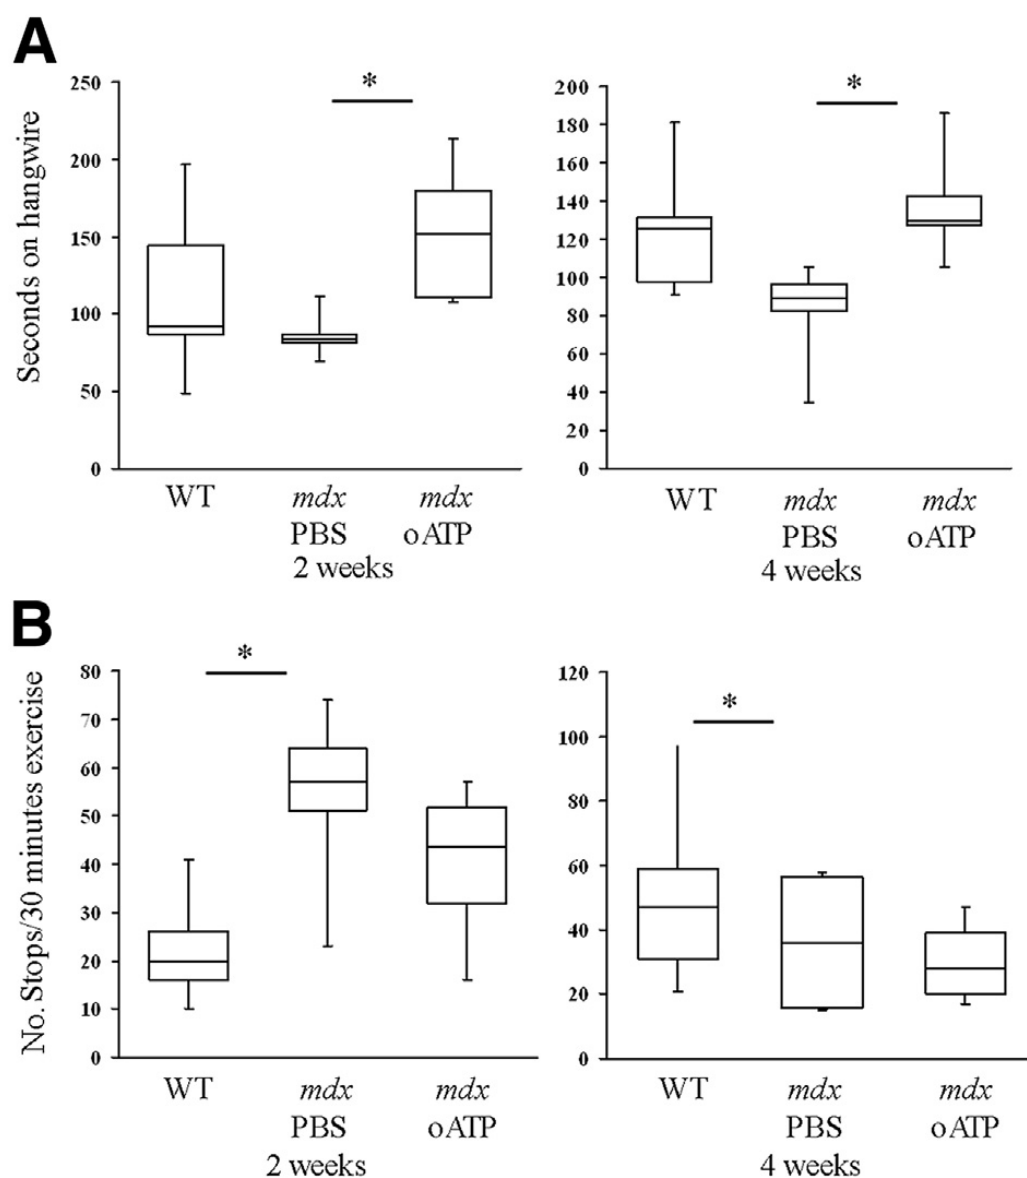 A
Seconds on hangwire
250
200
150
100
50
0
*
WT
mdx
PBS
mdx
oATP
2 weeks
200
180
160
140
120
100
80
60
40
20
0
*
WT
mdx
PBS
mdx
oATP
4 weeks
B
No. Stops/30 minutes exercise
80
70
60
50
40
30
20
10
0
*
WT
mdx
PBS
mdx
oATP
2 weeks
120
100
80
60
40
20
0
*
WT
mdx
PBS
mdx
oATP
4 weeks